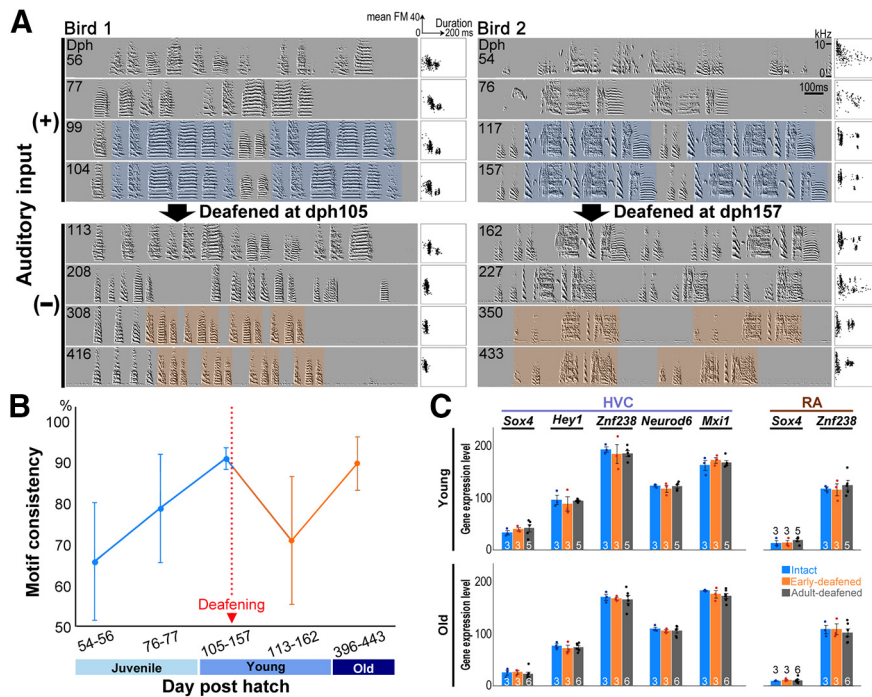 A
Bird 1
mean FM 40
0
Duration
200 ms
Bird 2
Auditory input
(+)
(−)
Dph
56
77
99
104
Deafened at dph105
113
208
308
416
Dph
54
kHz
10
0
76
100ms
117
157
Deafened at dph157
162
227
350
433
B
%
Motif consistency
100
90
80
70
60
50
Deafening
54-56
76-77
105-157
113-162
396-443
Juvenile
Young
Old
Day post hatch
C
HVC
RA
Sox4 Hey1 Znf238 Neurod6 Mxi1
Sox4 Znf238
Young
Gene expression level
200
100
0
3 3 5 3 3 5 3 3 5 3 3 5 3 3 5
3 3 5 3 3 5
Intact
Early-deafened
Adult-deafened
Old
Gene expression level
200
100
0
3 3 6 3 3 6 3 3 6 3 3 6 3 3 6
3 3 6 3 3 6